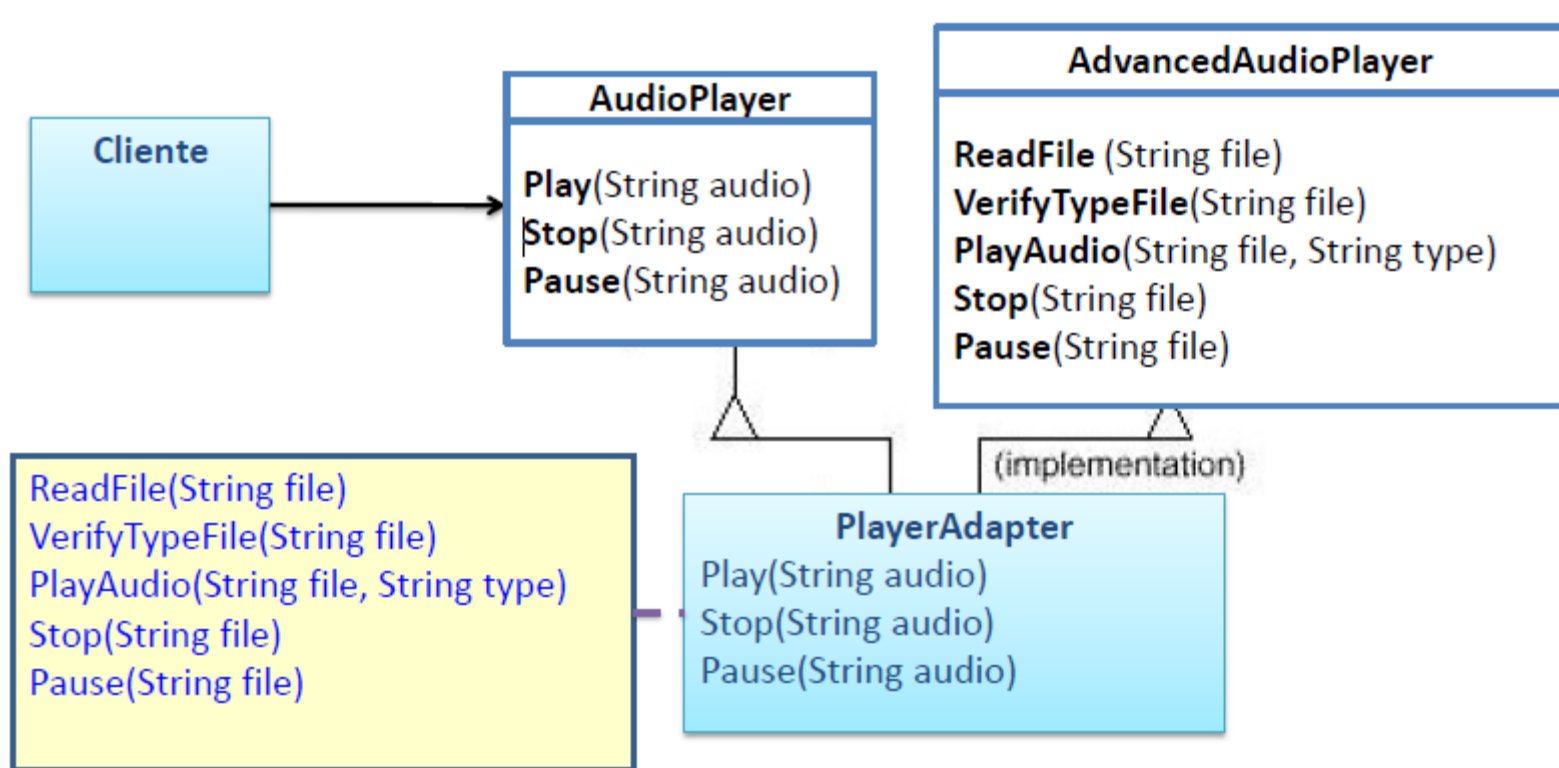 Cliente
AudioPlayer
Play(String audio)
Stop(String audio)
Pause(String audio)
AdvancedAudioPlayer
ReadFile (String file)
VerifyTypeFile(String file)
PlayAudio(String file, String type)
Stop(String file)
Pause(String file)
(implementation)
ReadFile(String file)
VerifyTypeFile(String file)
PlayAudio(String file, String type)
Stop(String file)
Pause(String file)
PlayerAdapter
Play(String audio)
Stop(String audio)
Pause(String audio)